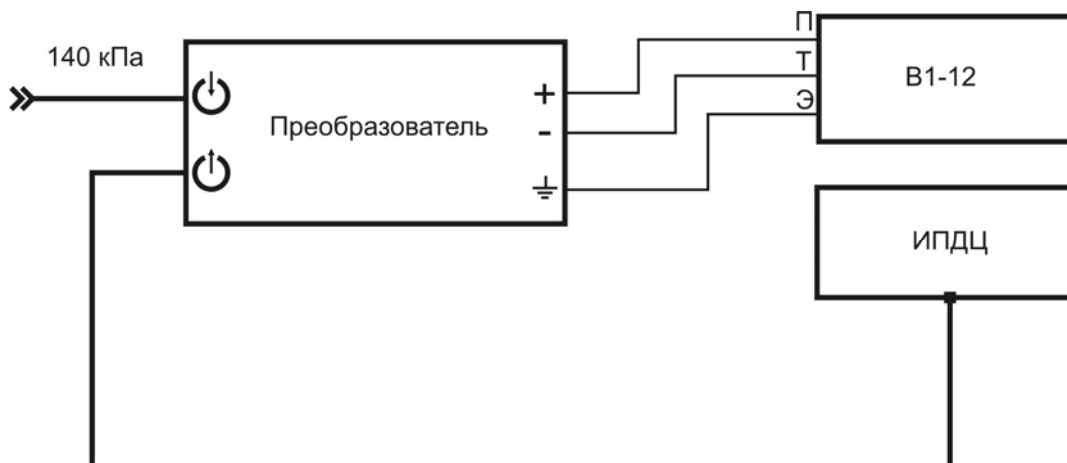 140 кПа
Преобразователь
+
-
П
Т
Э
В1-12
ИПДЦ